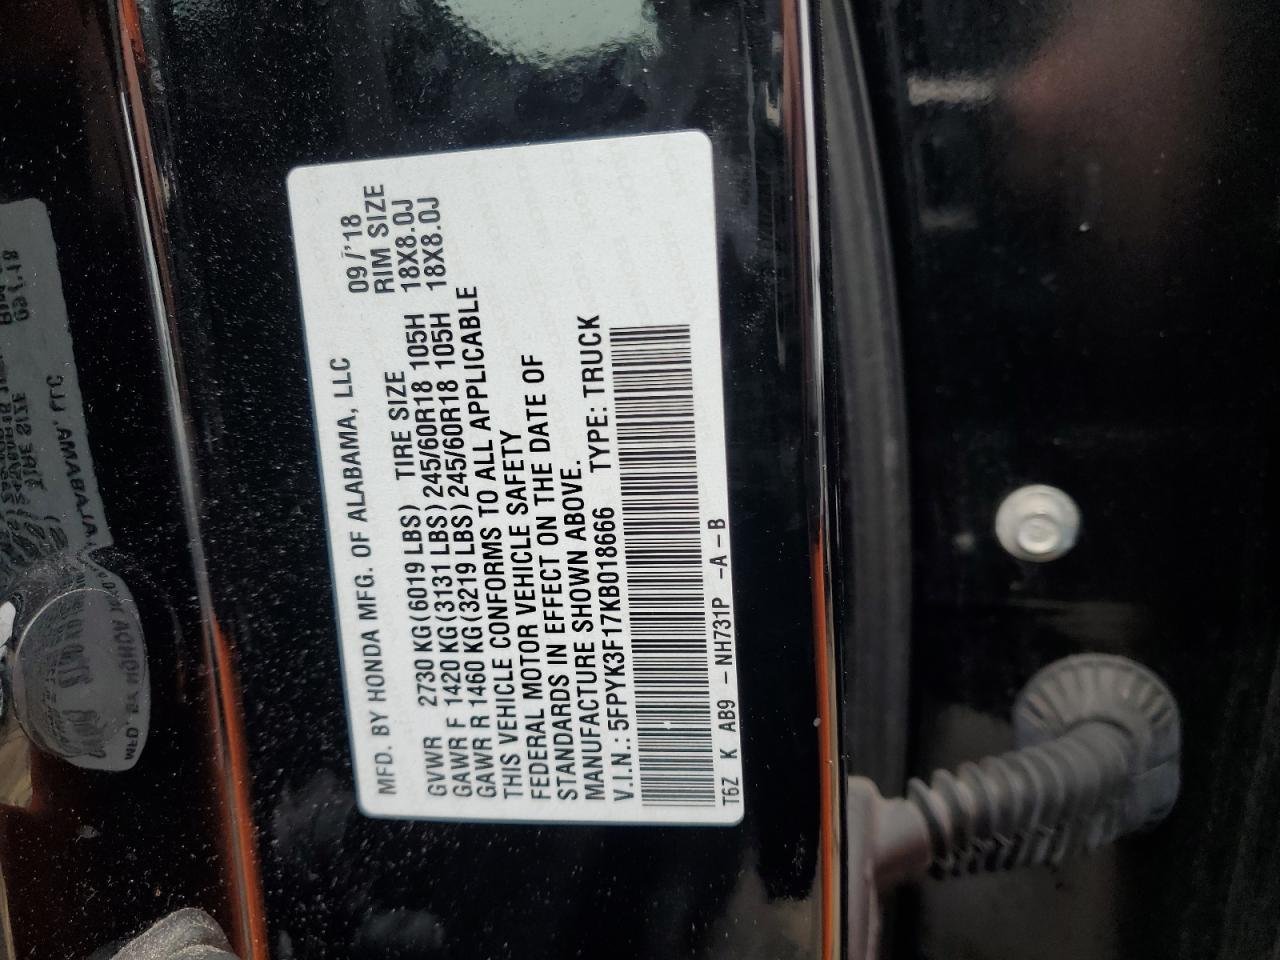 MFD. BY HONDA MFG. OF ALABAMA, LLC 09/'18
TIRE SIZE RIM SIZE
GVWR 2730 KG(6019 LBS)
GAWR F 1420 KG(3131 LBS) 245/60R18 105H 18X8.0J
GAWR R 1460 KG(3219 LBS) 245/60R18 105H 18X8.0J
THIS VEHICLE CONFORMS TO ALL APPLICABLE
FEDERAL MOTOR VEHICLE SAFETY
STANDARDS IN EFFECT ON THE DATE OF
MANUFACTURE SHOWN ABOVE.
V.I.N.: 5FPYK3F17KB018666 TYPE: TRUCK
T6Z K AB9 -NH731P -A-B